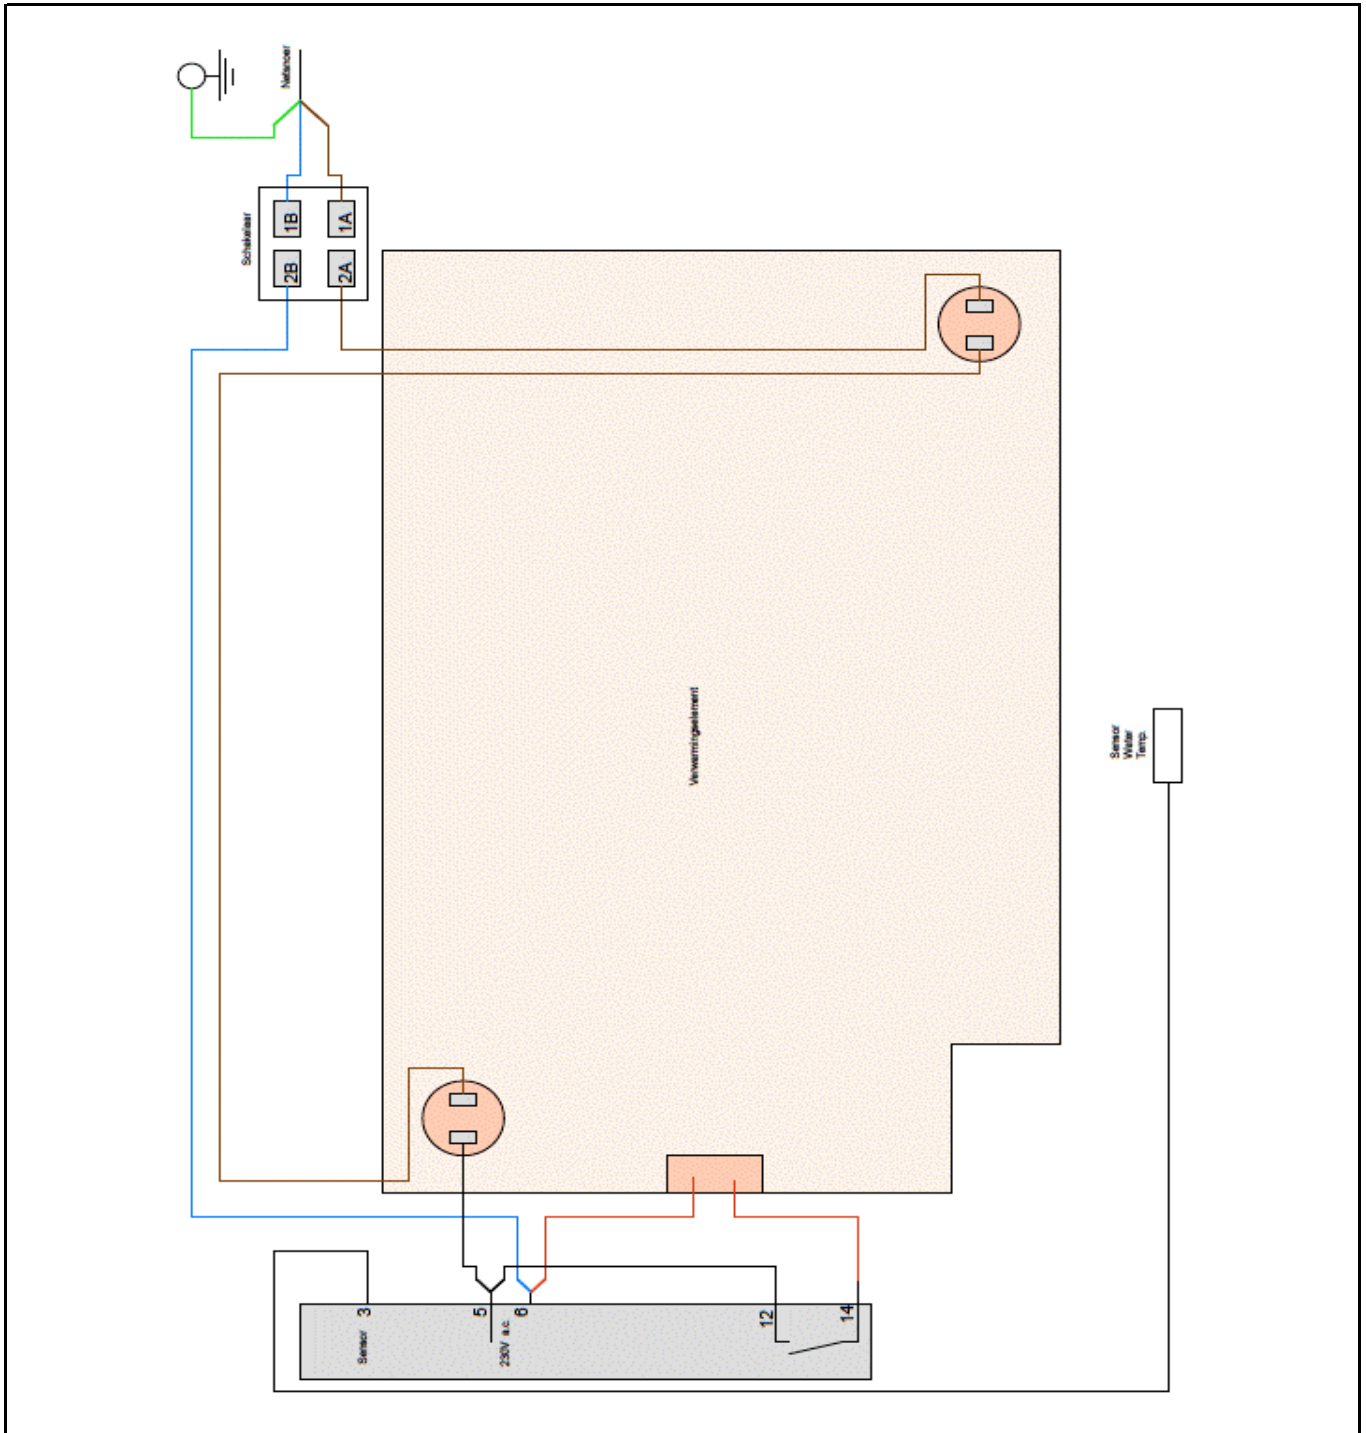 Netsnoer
Schakelaar
1B
1A
2B
2A
Verwarmingselement
Sensor
Water
Temp.
3
5
6
12
14
Sensor
230V a.c.